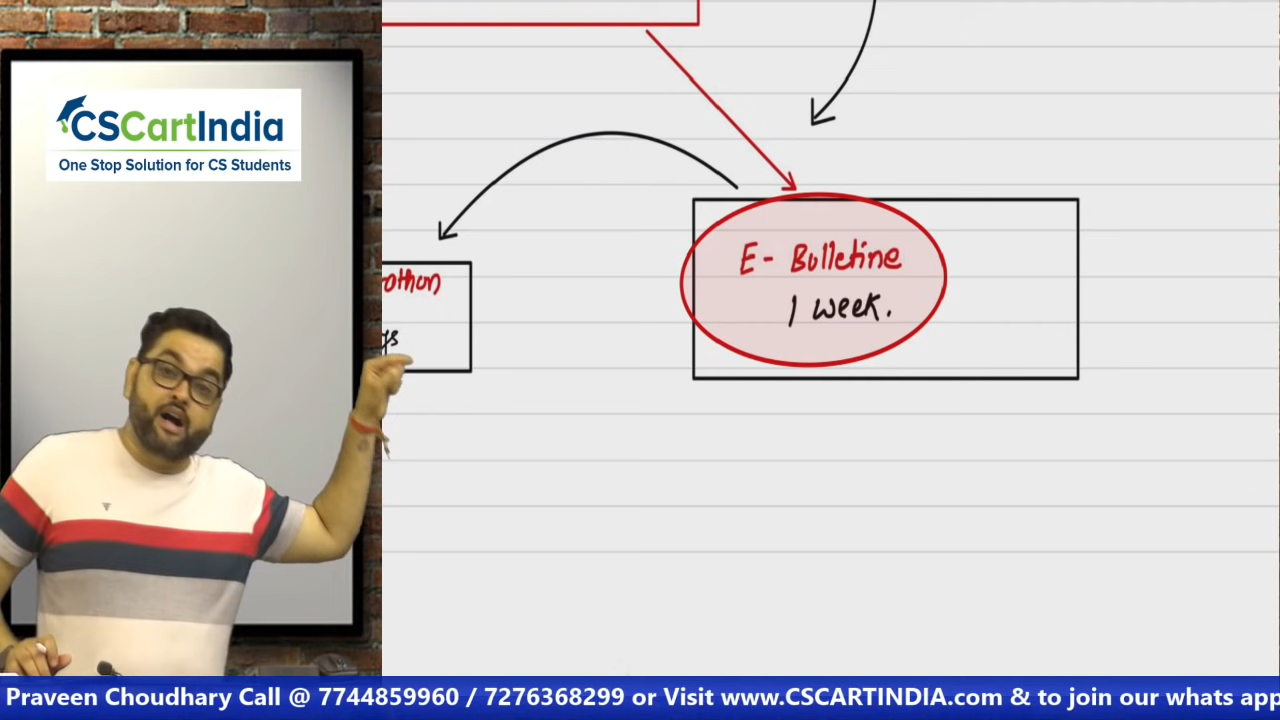 CSCartIndia
One Stop Solution for CS Students
E- Bulletine
1 week.
Praveen Choudhary Call @ 7744859960 / 7276368299 or Visit www.CSCARTINDIA.com & to join our whats app